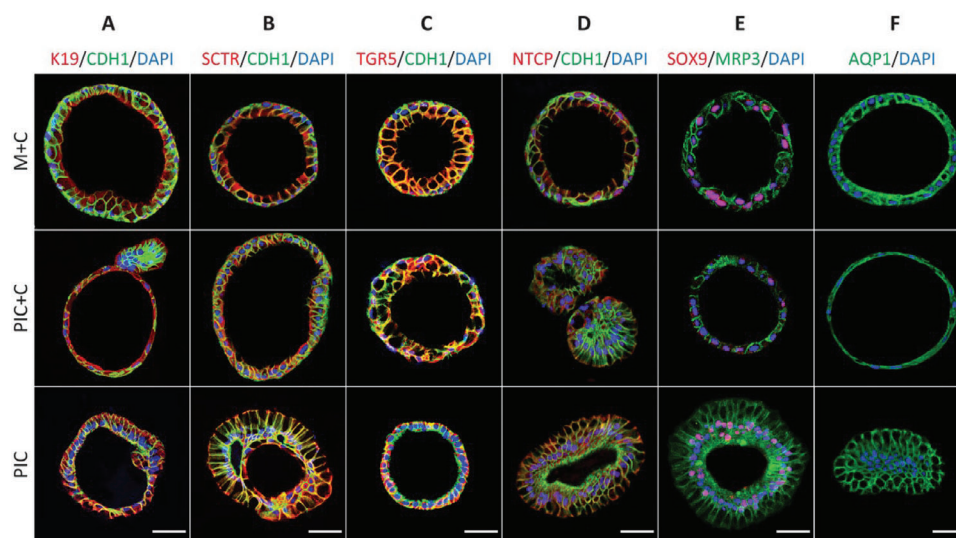 A B C D E F
K19/CDH1/DAPI SCTR/CDH1/DAPI TGR5/CDH1/DAPI NTCP/CDH1/DAPI SOX9/MRP3/DAPI AQP1/DAPI
M+C
PIC+C
PIC